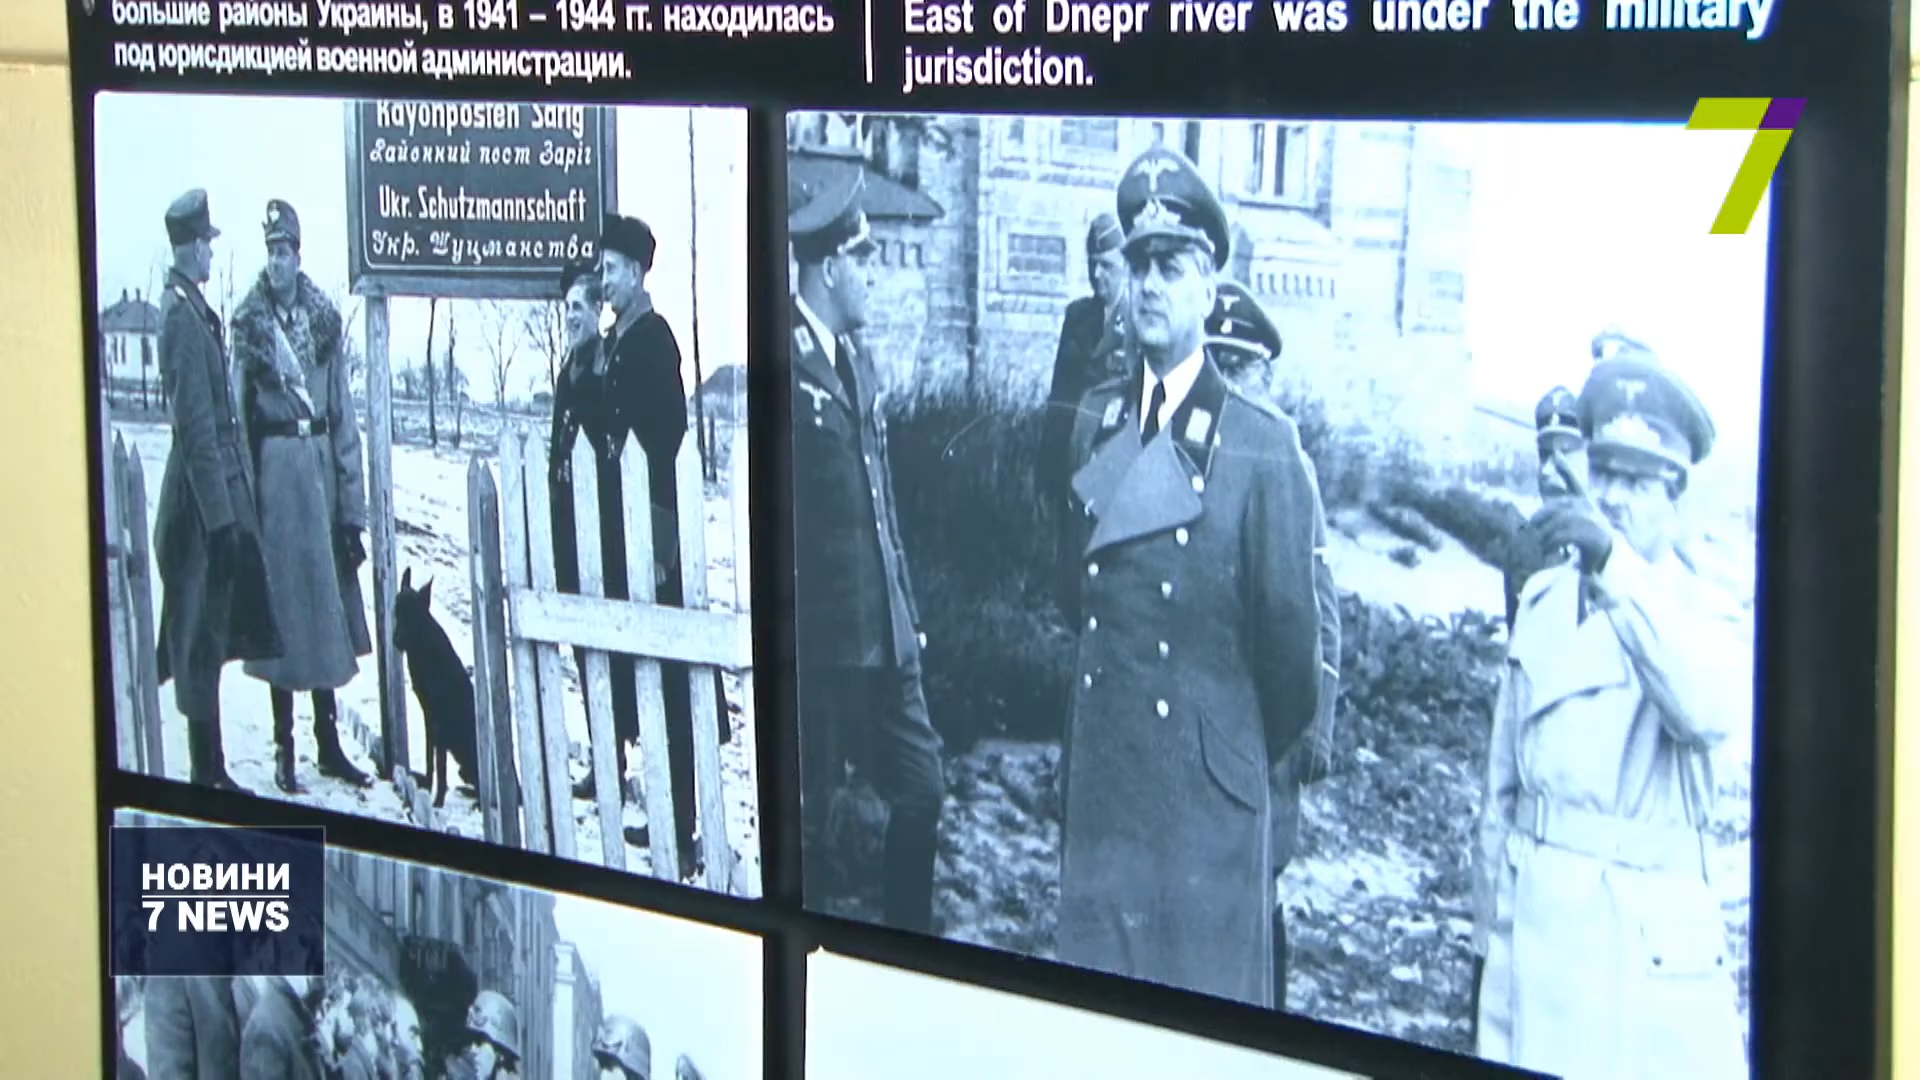 большие районы Украины, в 1941 – 1944 гг. находилась
под юрисдикцией военной администрации.
East of Dnepr river was under the military
jurisdiction.
Rayonposten Sarig
Районний пост Заріг
Ukr. Schutzmannschaft
Укр. Шуцманства
7
НОВИНИ
7 NEWS